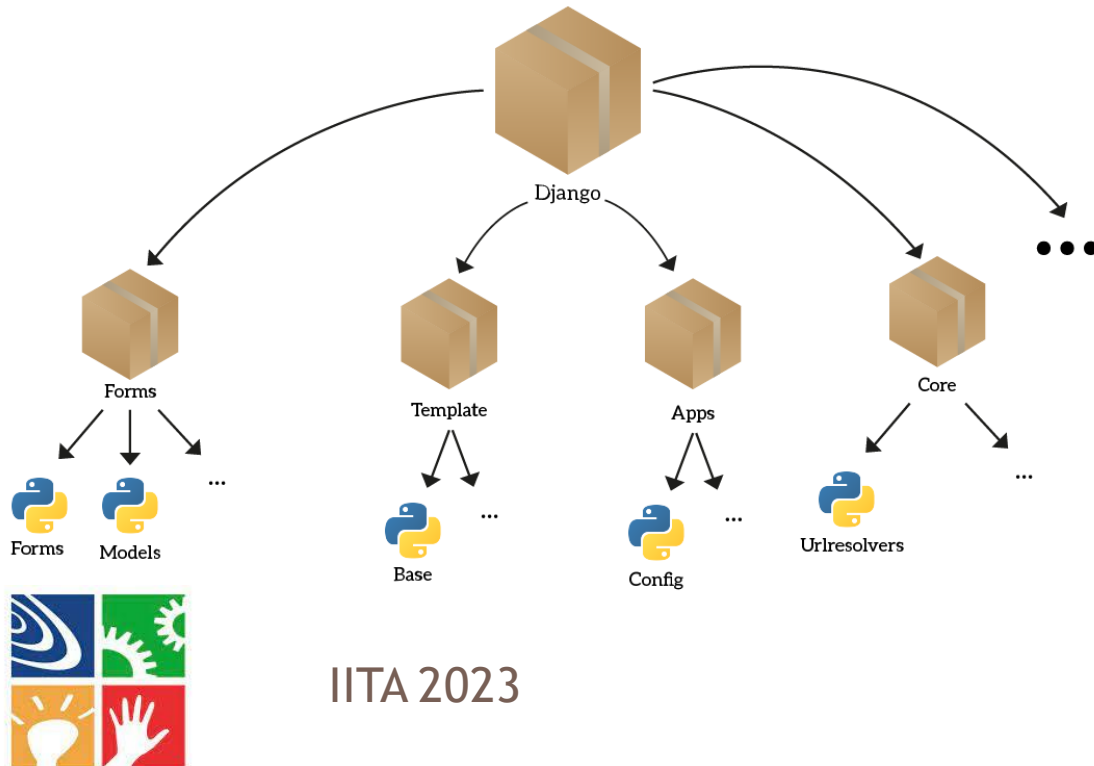 Django
•••
Forms
Template
Apps
Core
...
...
...
...
Forms
Models
Base
Config
Urlresolvers
IITA 2023